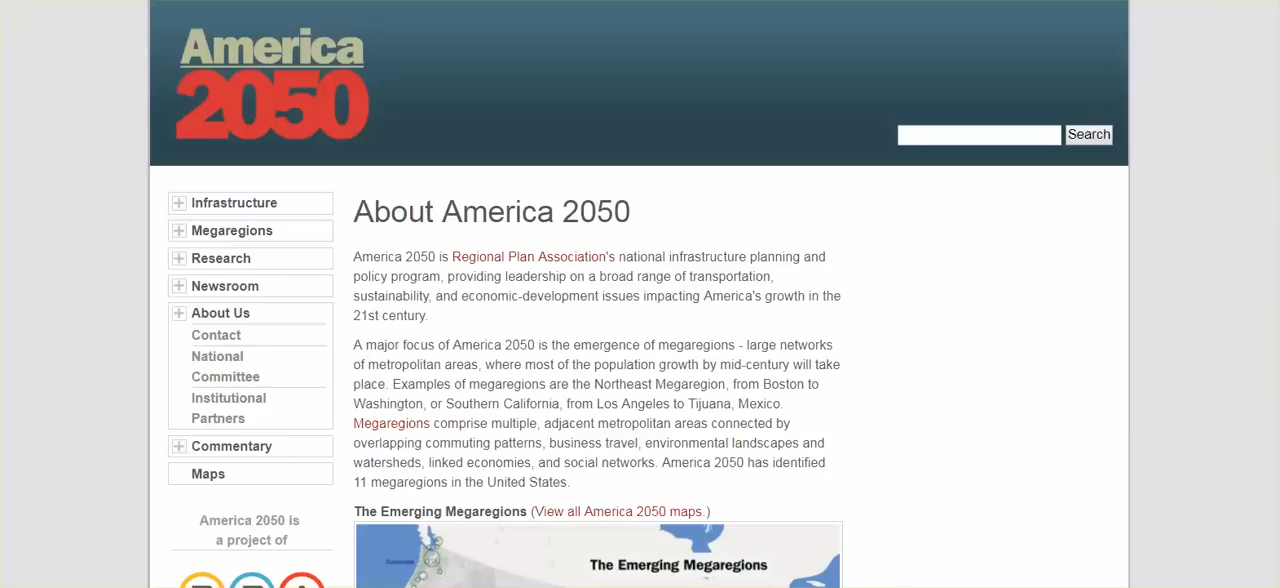 America
2050
Search
Infrastructure
Megaregions
Research
Newsroom
About Us
Contact
National
Committee
Institutional
Partners
Commentary
Maps
America 2050 is
a project of
About America 2050
America 2050 is Regional Plan Association's national infrastructure planning and
policy program, providing leadership on a broad range of transportation,
sustainability, and economic-development issues impacting America's growth in the
21st century.
A major focus of America 2050 is the emergence of megaregions - large networks
of metropolitan areas, where most of the population growth by mid-century will take
place. Examples of megaregions are the Northeast Megaregion, from Boston to
Washington, or Southern California, from Los Angeles to Tijuana, Mexico.
Megaregions comprise multiple, adjacent metropolitan areas connected by
overlapping commuting patterns, business travel, environmental landscapes and
watersheds, linked economies, and social networks. America 2050 has identified
11 megaregions in the United States.
The Emerging Megaregions (View all America 2050 maps.)
The Emerging Megaregions